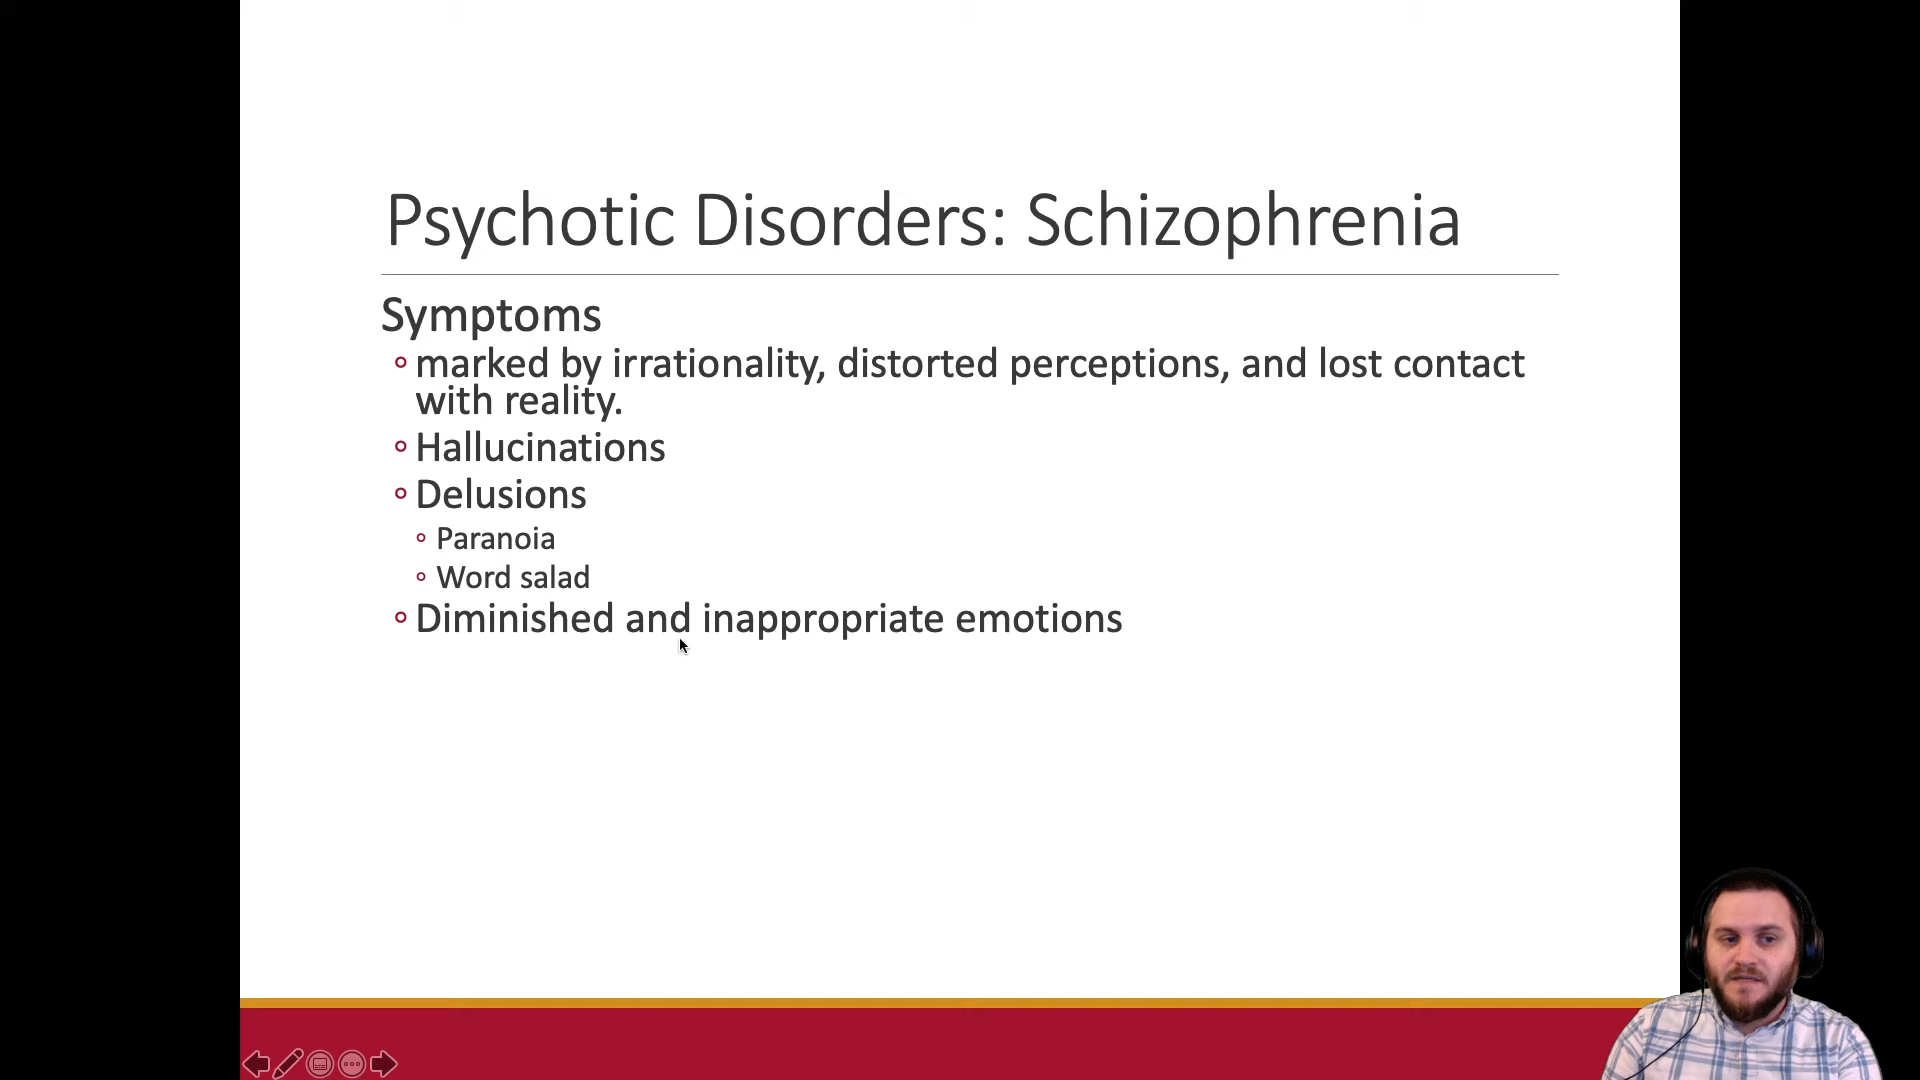 Psychotic Disorders: Schizophrenia
Symptoms
marked by irrationality, distorted perceptions, and lost contact
with reality.
Hallucinations
Delusions
Paranoia
Word salad
Diminished and inappropriate emotions